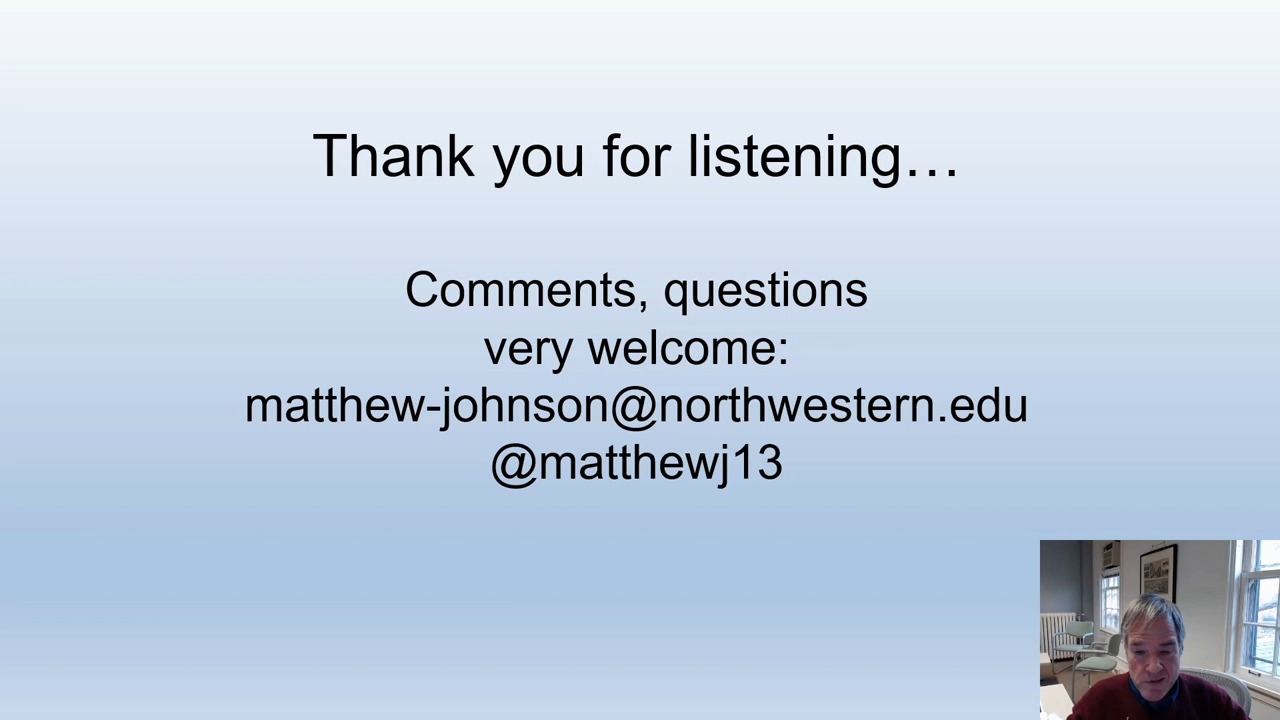 Thank you for listening…
Comments, questions
very welcome:
matthew-johnson@northwestern.edu
@matthewj13